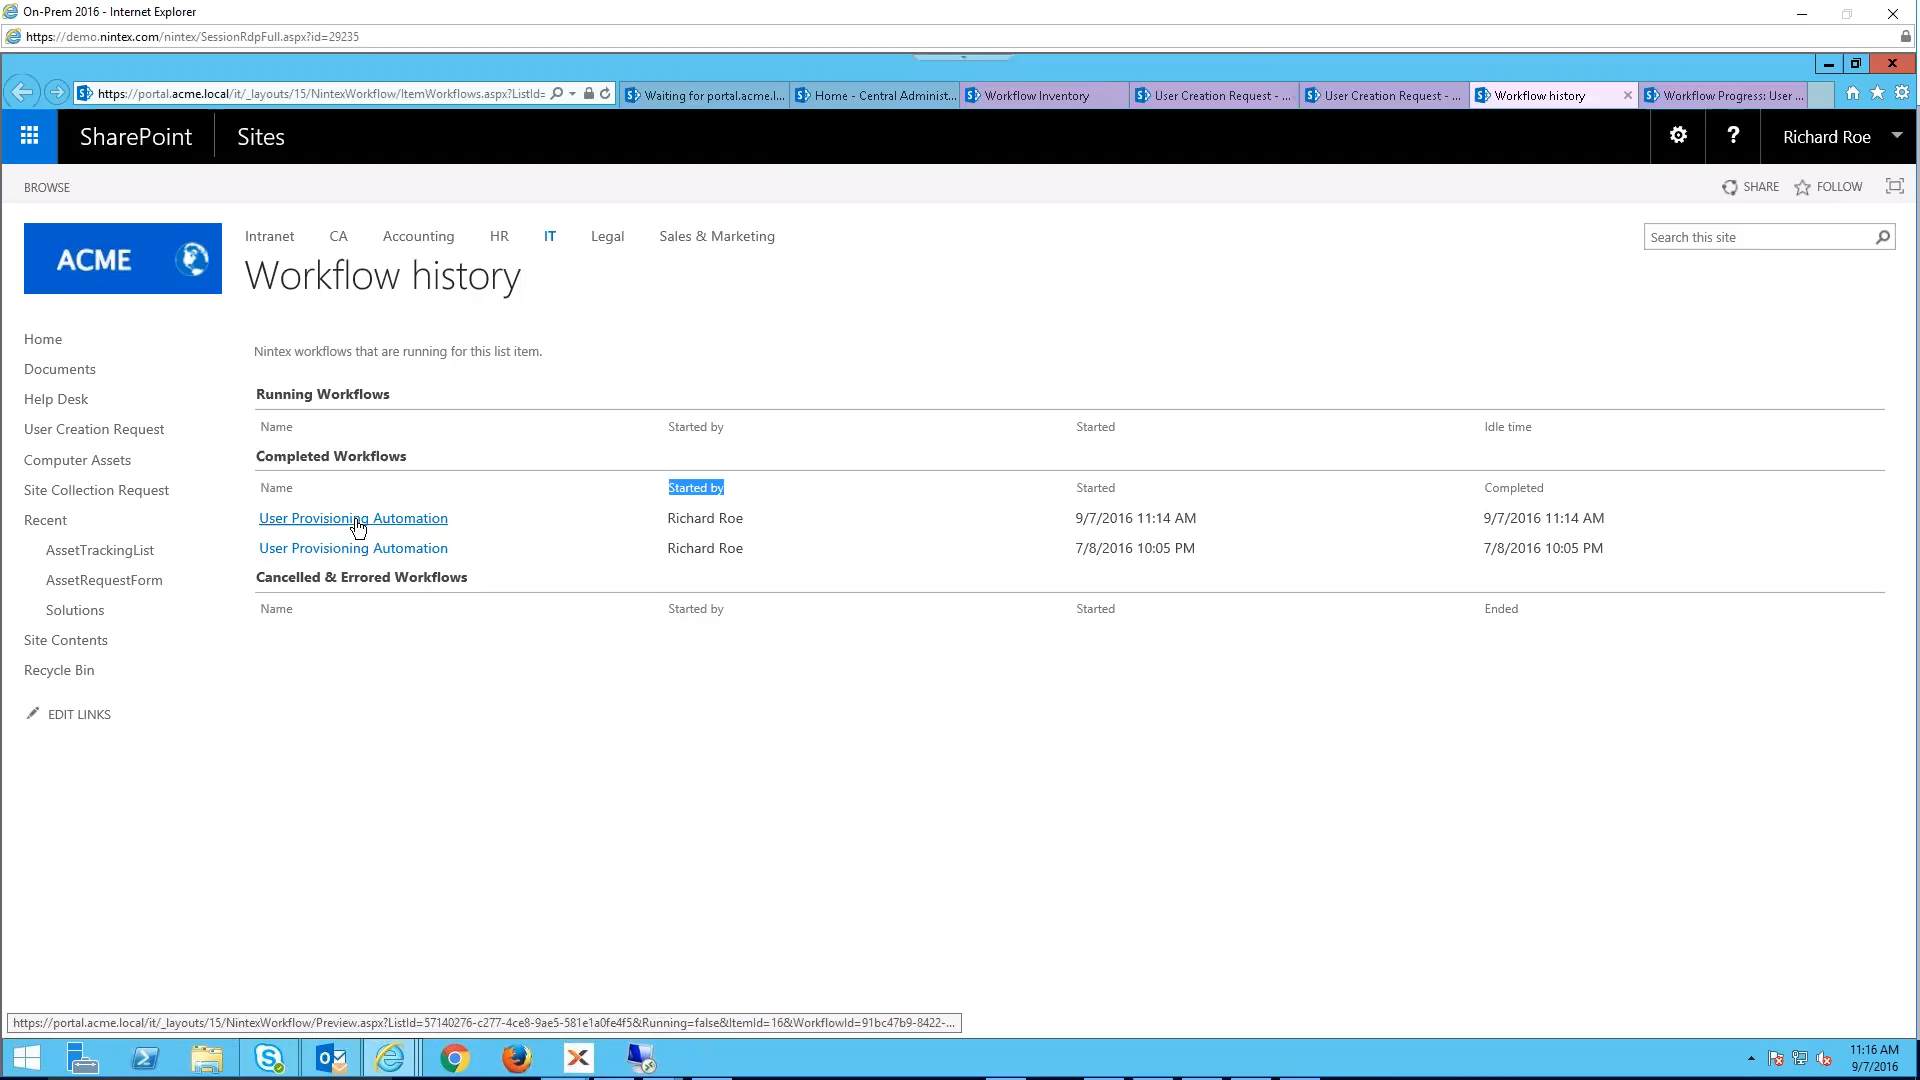 On-Prem 2016 - Internet Explorer
https://demo.nintex.com/nintex/SessionRdpFull.aspx?id=29235
https://portal.acme.local/it/_layouts/15/NintexWorkflow/ItemWorkflows.aspx?ListId=
Waiting for portal.acme.l...
Home - Central Administ...
Workflow Inventory
User Creation Request - ...
User Creation Request - ...
Workflow history
Workflow Progress: User ...
SharePoint
Sites
?
Richard Roe
BROWSE
SHARE
FOLLOW
ACME
Intranet
CA
Accounting
HR
IT
Legal
Sales & Marketing
Search this site
Workflow history
Home
Documents
Help Desk
User Creation Request
Computer Assets
Site Collection Request
Recent
AssetTrackingList
AssetRequestForm
Solutions
Site Contents
Recycle Bin
EDIT LINKS
Nintex workflows that are running for this list item.
Running Workflows
Name Started by Started Idle time
Completed Workflows
Name Started by Started Completed
User Provisioning Automation Richard Roe 9/7/2016 11:14 AM 9/7/2016 11:14 AM
User Provisioning Automation Richard Roe 7/8/2016 10:05 PM 7/8/2016 10:05 PM
Cancelled & Errored Workflows
Name Started by Started Ended
https://portal.acme.local/it/_layouts/15/NintexWorkflow/Preview.aspx?ListId=57140276-c277-4ce8-9ae5-581e1a0fe4f5&Running=false&ItemId=16&WorkflowId=91bc47b9-8422-...
11:16 AM
9/7/2016